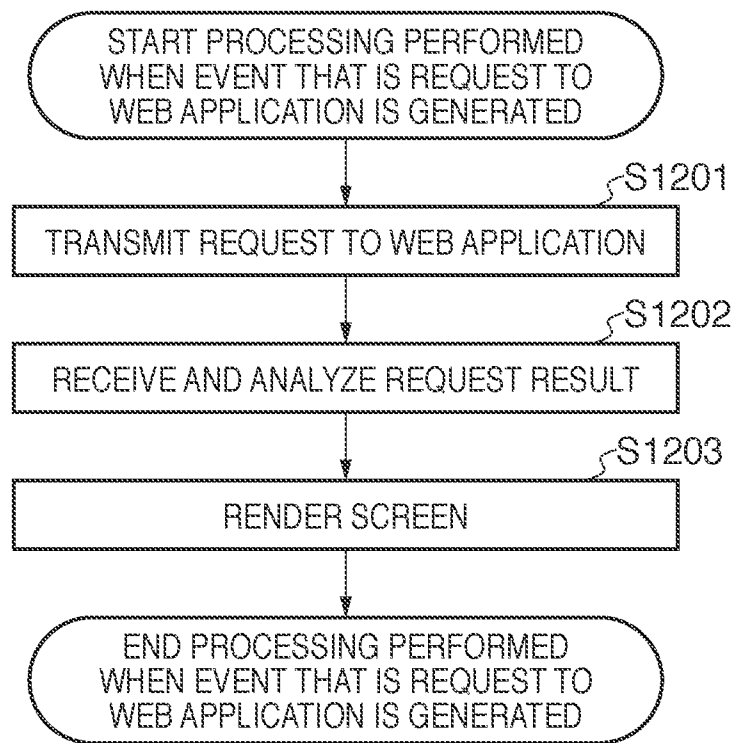 START PROCESSING PERFORMED
WHEN EVENT THAT IS REQUEST TO
WEB APPLICATION IS GENERATED
S1201
TRANSMIT REQUEST TO WEB APPLICATION
S1202
RECEIVE AND ANALYZE REQUEST RESULT
S1203
RENDER SCREEN
END PROCESSING PERFORMED
WHEN EVENT THAT IS REQUEST TO
WEB APPLICATION IS GENERATED